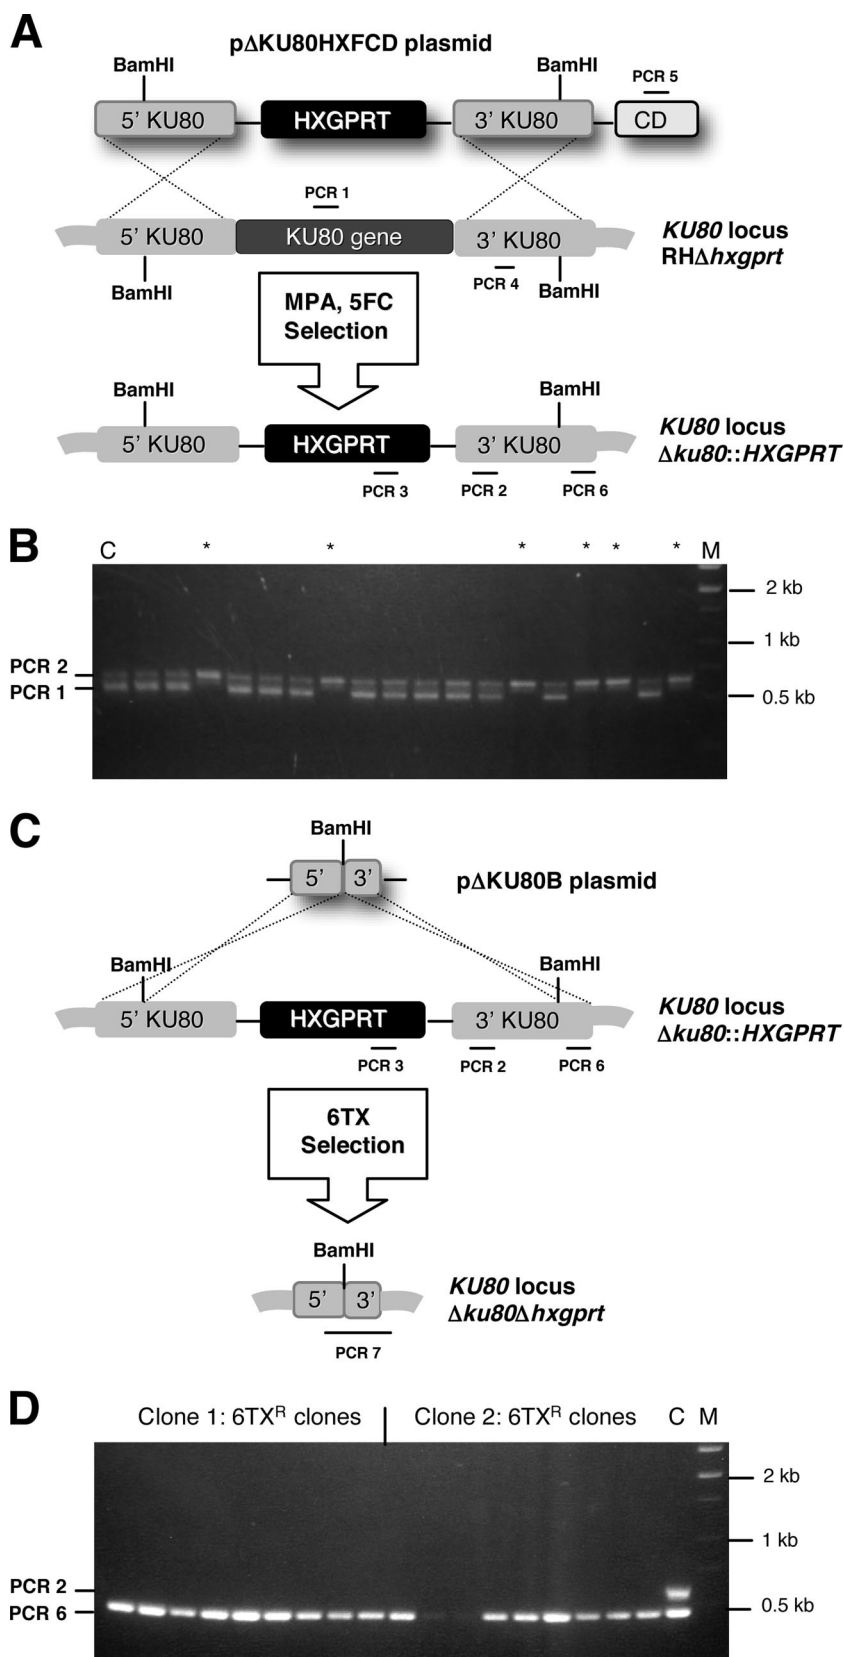 A
pΔKU80HXFCD plasmid
BamHI
BamHI
PCR 5
5’ KU80
HXGPRT
3’ KU80
CD
PCR 1
5’ KU80
KU80 gene
3’ KU80
KU80 locus
RHΔhxgprt
BamHI
PCR 4
BamHI
MPA, 5FC
Selection
BamHI
BamHI
5’ KU80
HXGPRT
3’ KU80
KU80 locus
Δku80::HXGPRT
PCR 3
PCR 2
PCR 6
B
C * * * * * * M
2 kb
1 kb
PCR 2
PCR 1
0.5 kb
C
BamHI
5’
3’
pΔKU80B plasmid
BamHI
BamHI
5’ KU80
HXGPRT
3’ KU80
KU80 locus
Δku80::HXGPRT
PCR 3
PCR 2
PCR 6
6TX
Selection
BamHI
5’
3’
KU80 locus
Δku80Δhxgprt
PCR 7
D
Clone 1: 6TXᴿ clones
Clone 2: 6TXᴿ clones
C M
2 kb
1 kb
PCR 2
PCR 6
0.5 kb